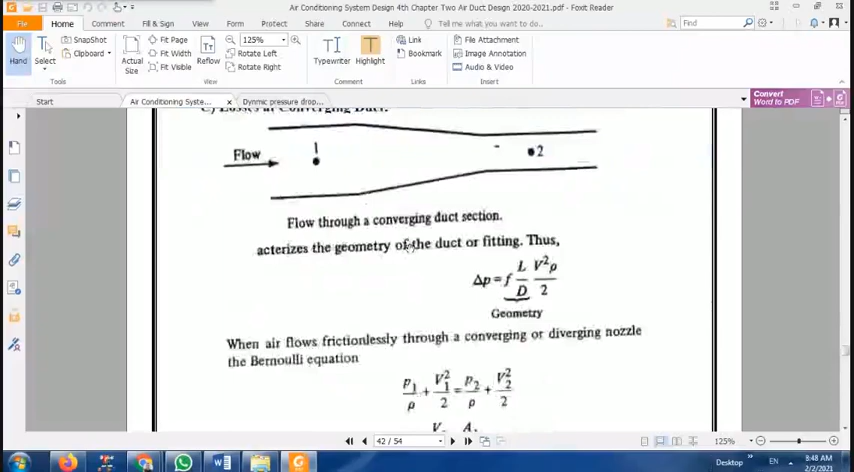 Air Conditioning System Design 4th Chapter Two Air Duct Design 2020-2021.pdf - Foxit Reader
File Home Comment Fill & Sign View Form Protect Share Help Tell me what you want to do... Find
Hand
Select
SnapShot
Clipboard
Actual Size
Fit Page
Fit Width
Fit Visible
Reflow
125%
Rotate Left
Rotate Right
Typewriter
Highlight
Link
Bookmark
File Attachment
Image Annotation
Audio & Video
Tools View Comment Links Insert
Start Air Conditioning Syste... Dynmic pressure drop...
Convert
Word to PDF
C) Losses at Converging Duct:
Flow 1 2
Flow through a converging duct section.
acterizes the geometry of the duct or fitting. Thus,
Δp = f L/D V²ρ/2
Geometry
When air flows frictionlessly through a converging or diverging nozzle
the Bernoulli equation
p₁/ρ + V₁²/2 = p₂/ρ + V₂²/2
V A
42 / 54 125%
Desktop EN 8:48 AM
2/2/2021